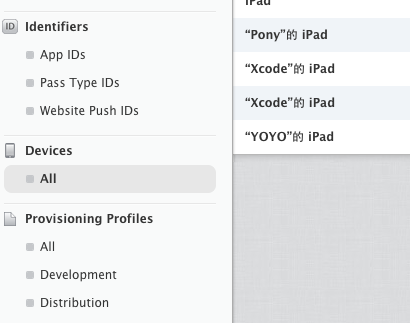 ID Identifiers
App IDs
Pass Type IDs
Website Push IDs
Devices
All
Provisioning Profiles
All
Development
Distribution
iPad
“Pony”的 iPad
“Xcode”的 iPad
“Xcode”的 iPad
“YOYO”的 iPad